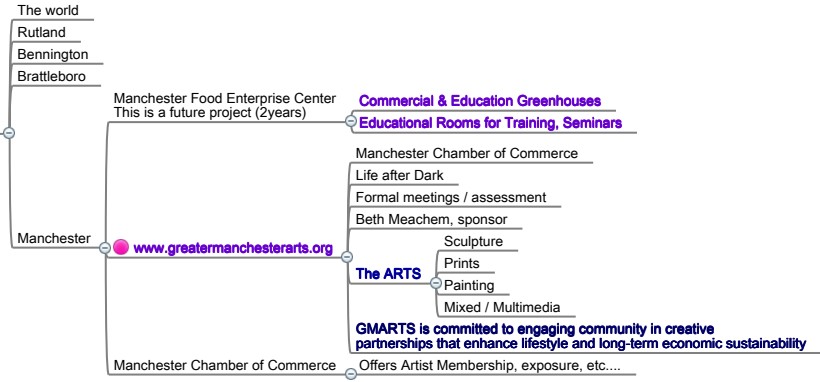 The world
Rutland
Bennington
Brattleboro
Manchester
Manchester Food Enterprise Center
This is a future project (2years)
Commercial & Education Greenhouses
Educational Rooms for Training, Seminars
www.greatermanchesterarts.org
Manchester Chamber of Commerce
Life after Dark
Formal meetings / assessment
Beth Meachem, sponsor
The ARTS
Sculpture
Prints
Painting
Mixed / Multimedia
GMARTS is committed to engaging community in creative
partnerships that enhance lifestyle and long-term economic sustainability
Manchester Chamber of Commerce
Offers Artist Membership, exposure, etc....